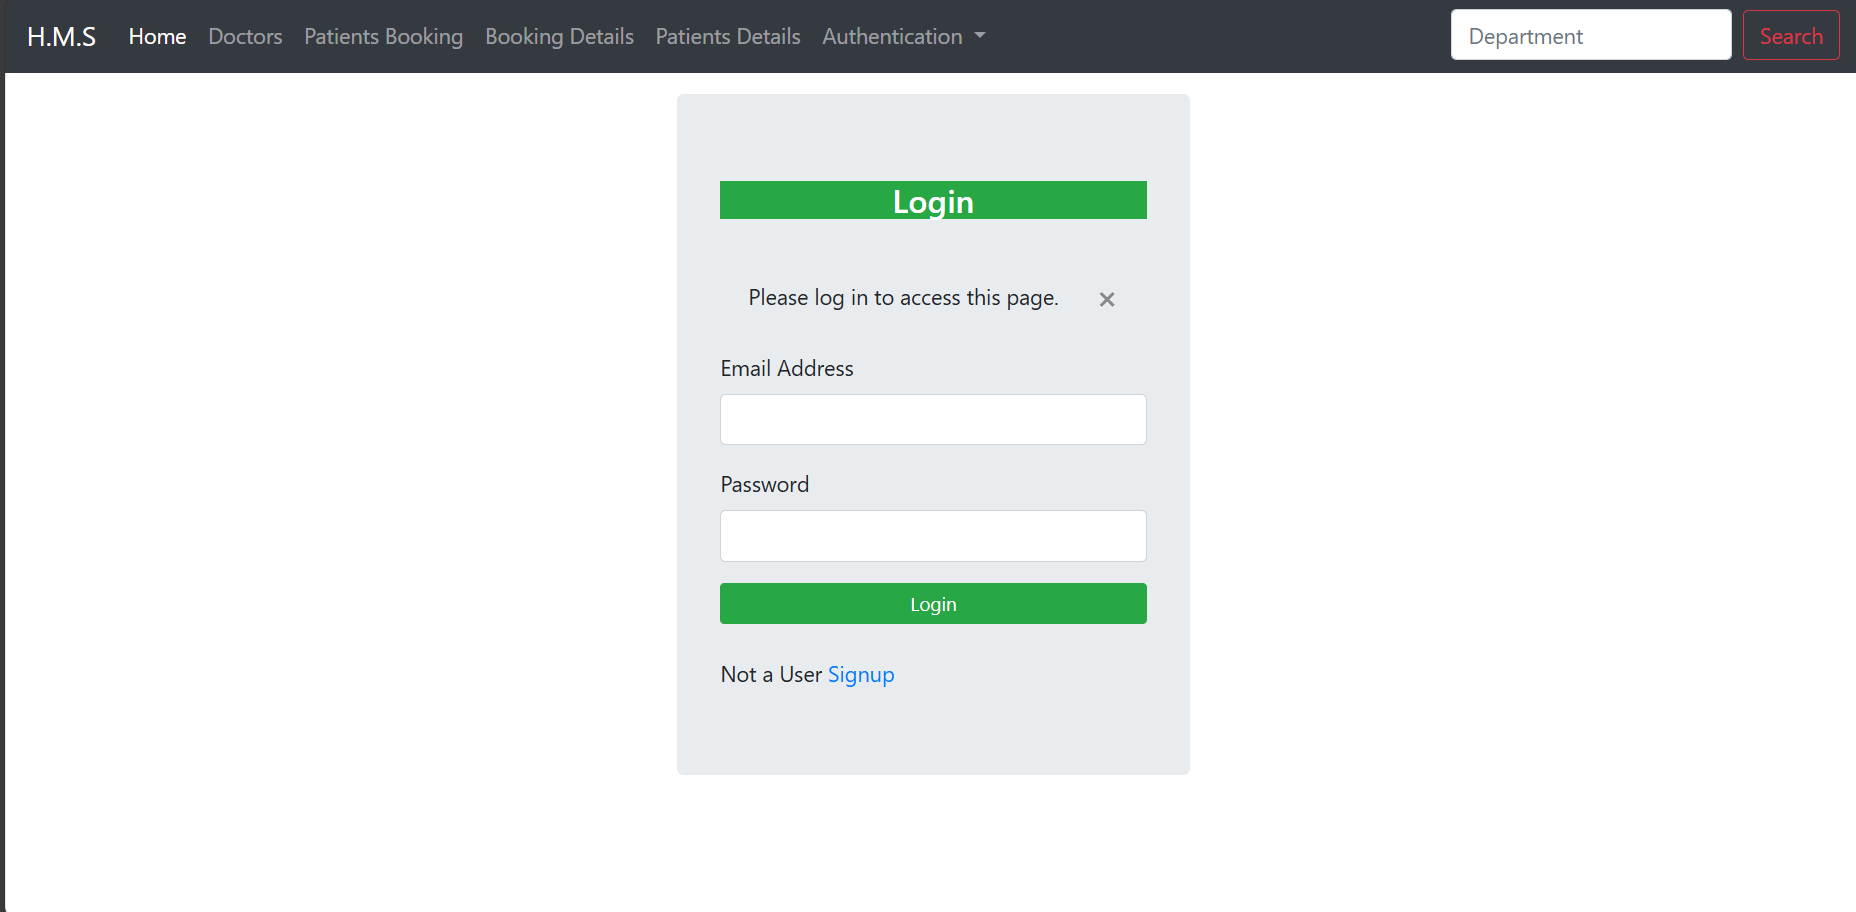 H.M.S Home Doctors Patients Booking Booking Details Patients Details Authentication Department Search
Login
Please log in to access this page. ×
Email Address
Password
Login
Not a User Signup